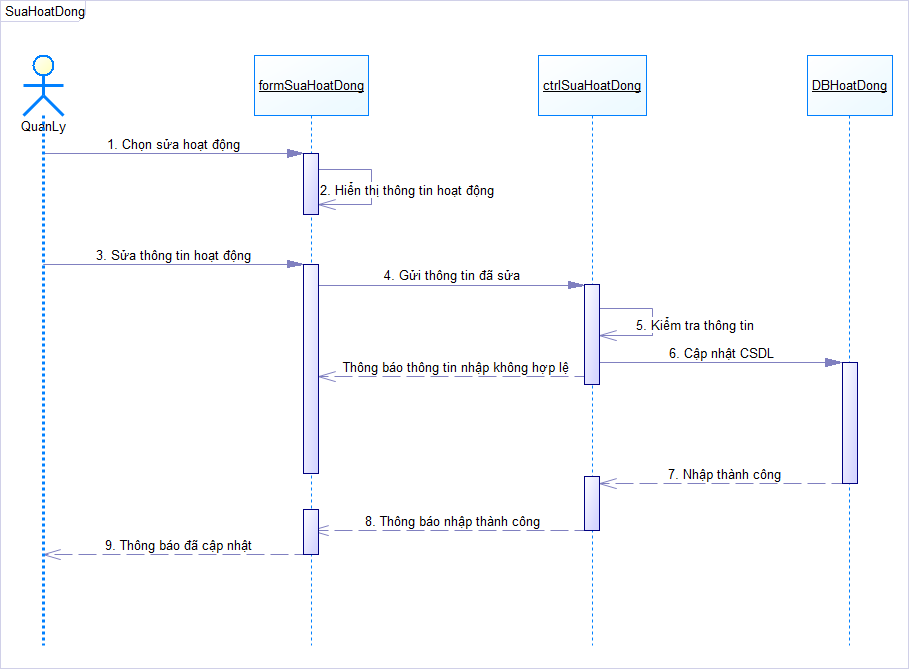 SuaHoatDong
QuanLy
formSuaHoatDong
ctrlSuaHoatDong
DBHoatDong
1. Chọn sửa hoạt động
2. Hiển thị thông tin hoạt động
3. Sửa thông tin hoạt động
4. Gửi thông tin đã sửa
5. Kiểm tra thông tin
6. Cập nhật CSDL
Thông báo thông tin nhập không hợp lệ
7. Nhập thành công
8. Thông báo nhập thành công
9. Thông báo đã cập nhật